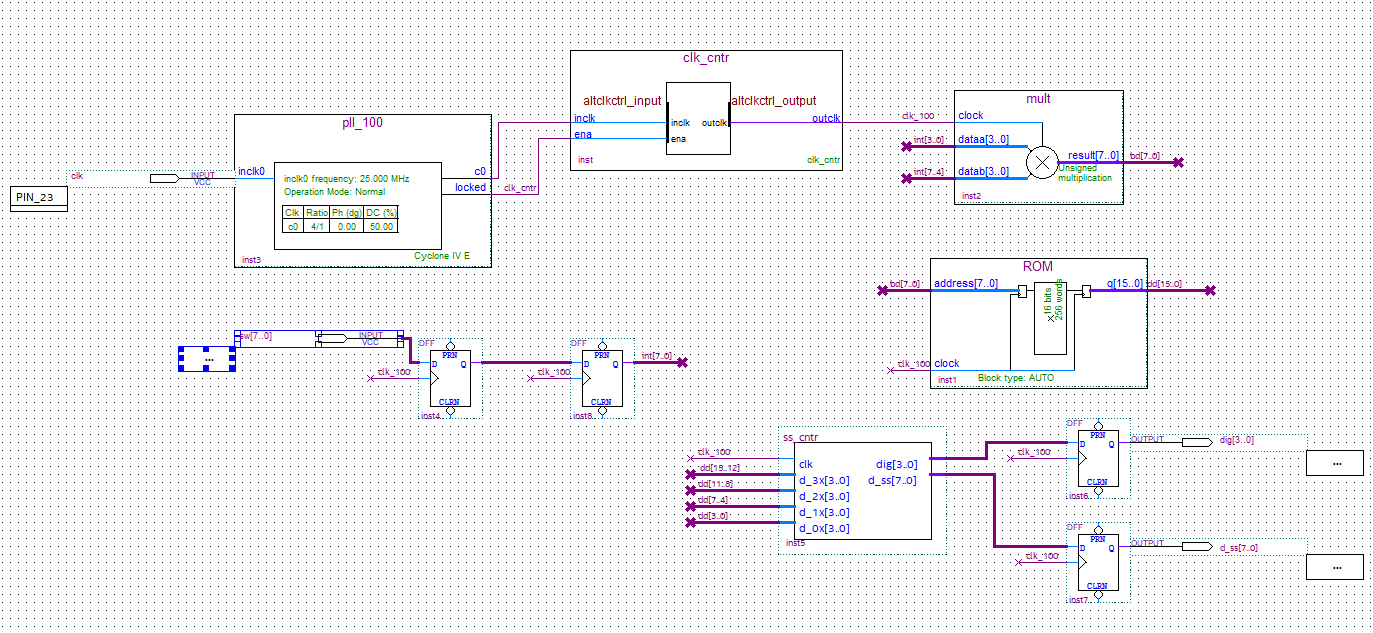 clk_cntr
altclkctrl_input altclkctrl_output
inclk inclk outclk outclk
ena ena
inst clk_cntr
pll_100
clk INPUT VCC inclk0
PIN_23
inclk0 frequency: 25.000 MHz
Operation Mode: Normal
Clk Ratio Ph (dg) DC (%)
c0 4/1 0.00 50.00
c0
locked clk_cntr
inst3 Cyclone IV E
mult
clk_100 clock
int[3..0] dataa[3..0]
int[7..4] datab[3..0]
result[7..0] bd[7..0]
Unsigned
multiplication
inst2
ROM
bd[7..0] address[7..0] q[15..0] dd[15..0]
16 bits
256 words
clk_100 clock
inst1 Block type: AUTO
sw[7..0] INPUT VCC
...
DFF
PRN
D Q
clk_100
CLRN
inst4
DFF
PRN
D Q int[7..0]
clk_100
CLRN
inst8
ss_cntr
clk_100 clk
dd[15..12] d_3x[3..0]
dd[11..8] d_2x[3..0]
dd[7..4] d_1x[3..0]
dd[3..0] d_0x[3..0]
dig[3..0]
d_ss[7..0]
inst5
DFF
PRN
D Q OUTPUT dig[3..0]
clk_100
CLRN
inst6
...
DFF
PRN
D Q OUTPUT d_ss[7..0]
clk_100
CLRN
inst7
...